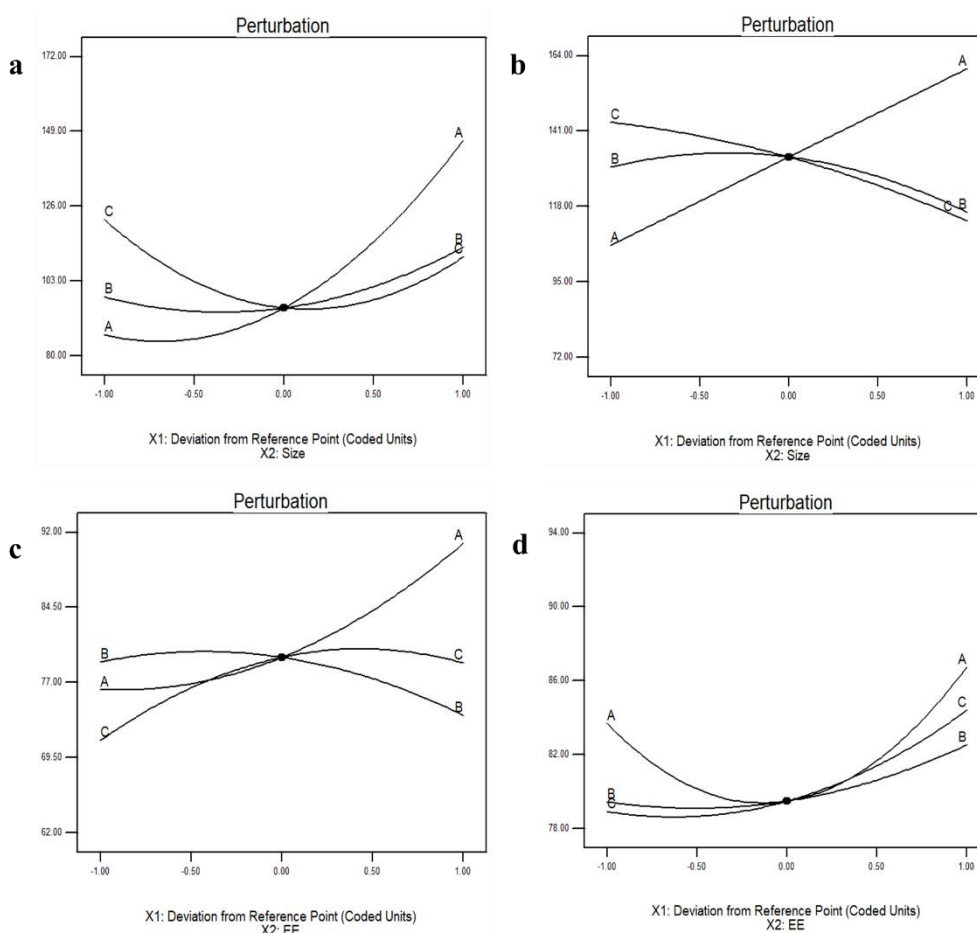 Perturbation
a
172.00
149.00
126.00
103.00
80.00
A
C
B
B
C
A
-1.00
-0.50
0.00
0.50
1.00
X1: Deviation from Reference Point (Coded Units)
X2: Size
Perturbation
b
164.00
141.00
118.00
95.00
72.00
A
C
B
C
B
A
-1.00
-0.50
0.00
0.50
1.00
X1: Deviation from Reference Point (Coded Units)
X2: Size
Perturbation
c
92.00
84.50
77.00
69.50
62.00
A
B
C
A
B
C
-1.00
-0.50
0.00
0.50
1.00
X1: Deviation from Reference Point (Coded Units)
X2: EE
Perturbation
d
94.00
90.00
86.00
82.00
78.00
A
A
C
B
B
C
-1.00
-0.50
0.00
0.50
1.00
X1: Deviation from Reference Point (Coded Units)
X2: EE